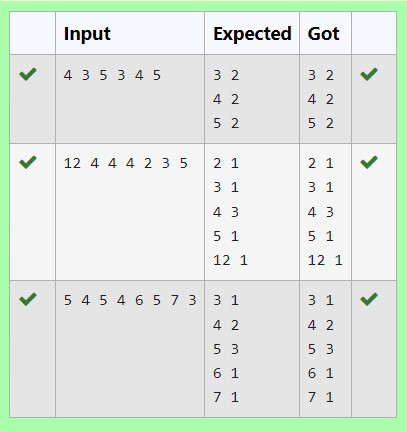 Input Expected Got
4 3 5 3 4 5 3 2 3 2
4 2 4 2
5 2 5 2
12 4 4 4 2 3 5 2 1 2 1
3 1 3 1
4 3 4 3
5 1 5 1
12 1 12 1
5 4 5 4 6 5 7 3 3 1 3 1
4 2 4 2
5 3 5 3
6 1 6 1
7 1 7 1